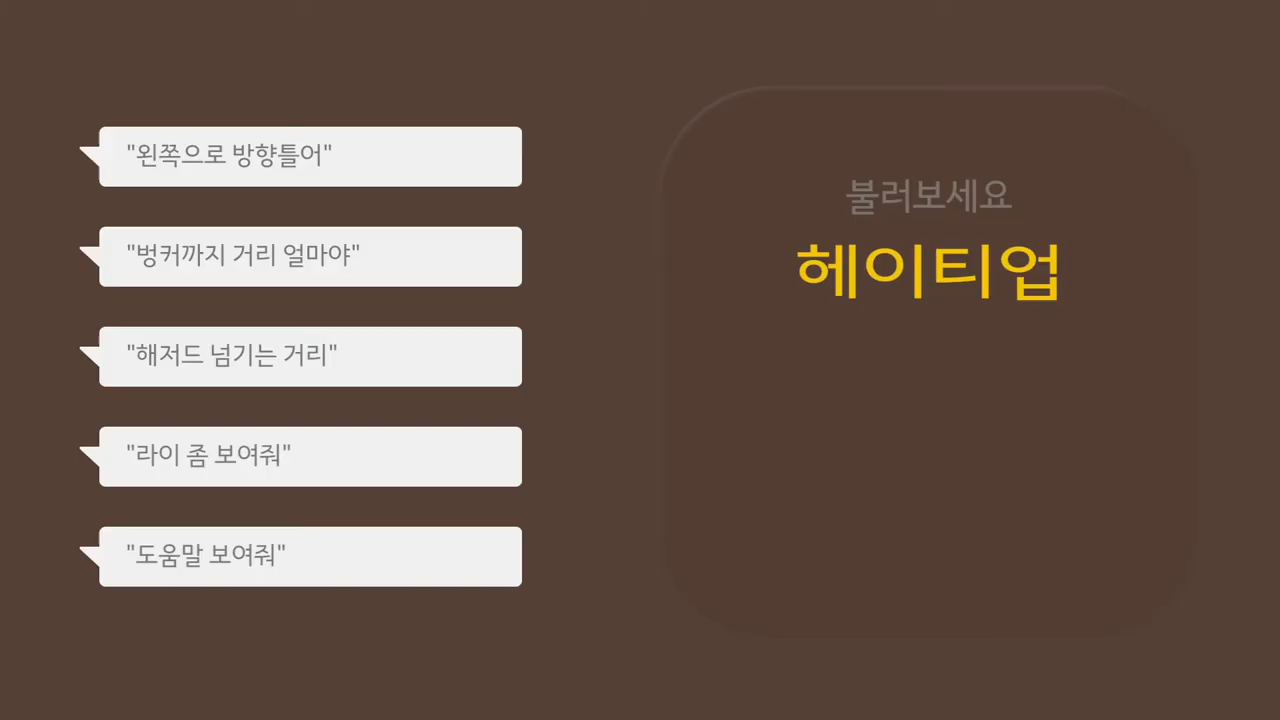 "왼쪽으로 방향틀어"
"벙커까지 거리 얼마야"
"해저드 넘기는 거리"
"라이 좀 보여줘"
"도움말 보여줘"
불러보세요
헤이티업